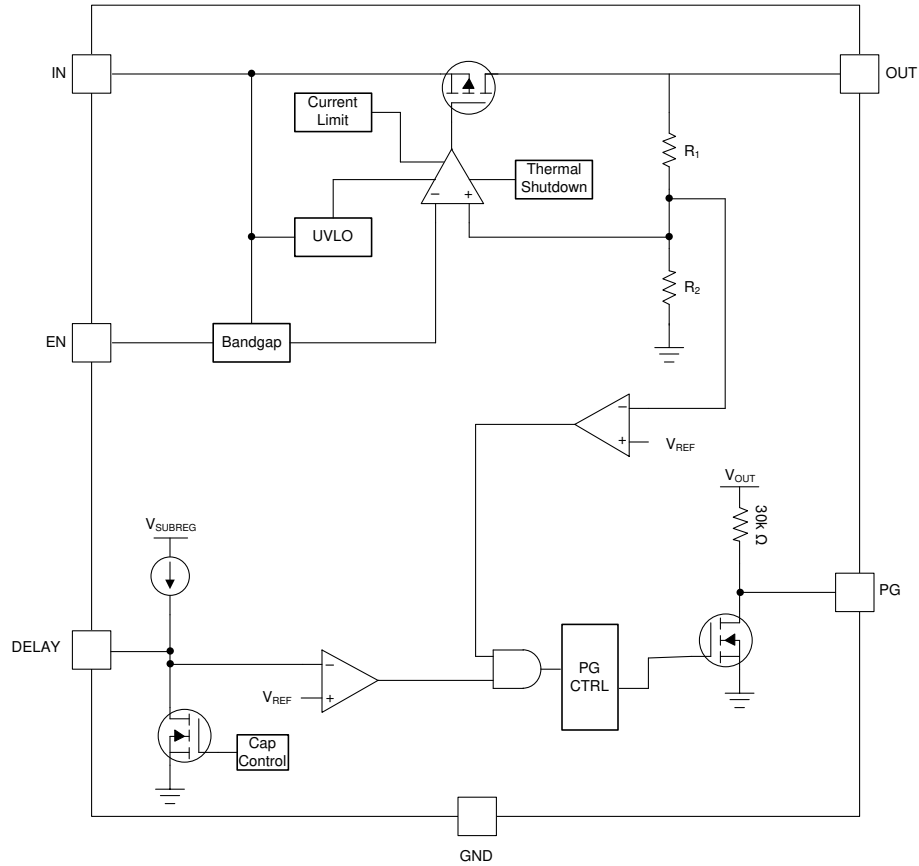 IN
OUT
Current
Limit
R1
Thermal
Shutdown
− +
UVLO
R2
EN
Bandgap
−
+
VREF
VOUT
30k Ω
VSUBREG
PG
DELAY
−
VREF
+
PG
CTRL
Cap
Control
GND